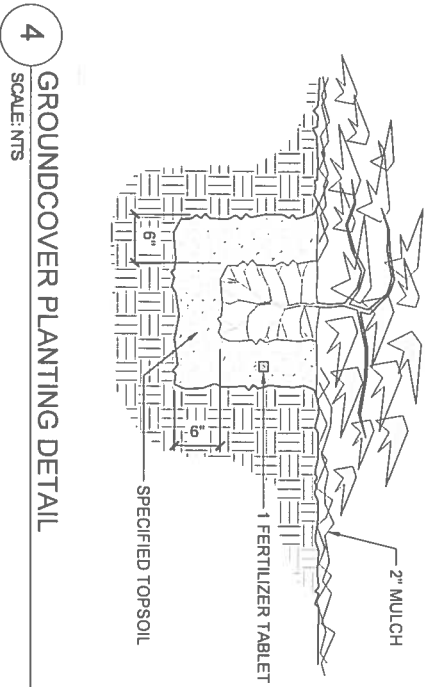 2" MULCH
1 FERTILIZER TABLET
SPECIFIED TOPSOIL
6"
6"
4
GROUNDCOVER PLANTING DETAIL
SCALE: NTS